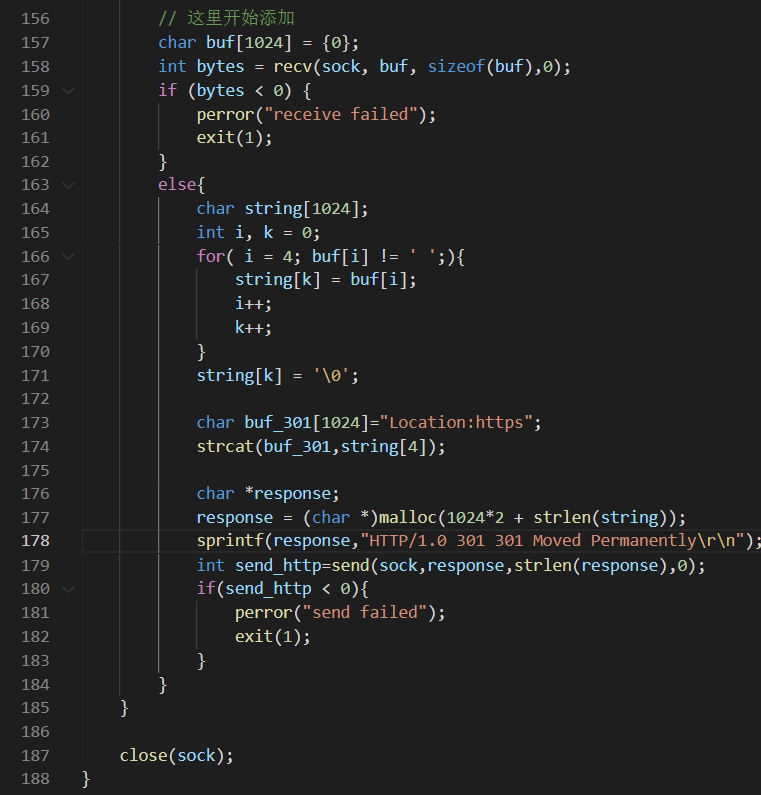 156 // 这里开始添加
157 char buf[1024] = {0};
158 int bytes = recv(sock, buf, sizeof(buf),0);
159 if (bytes < 0) {
160 perror("receive failed");
161 exit(1);
162 }
163 else{
164 char string[1024];
165 int i, k = 0;
166 for( i = 4; buf[i] != ' ';){
167 string[k] = buf[i];
168 i++;
169 k++;
170 }
171 string[k] = '\0';
172
173 char buf_301[1024]="Location:https";
174 strcat(buf_301,string[4]);
175
176 char *response;
177 response = (char *)malloc(1024*2 + strlen(string));
178 sprintf(response,"HTTP/1.0 301 301 Moved Permanently\r\n");
179 int send_http=send(sock,response,strlen(response),0);
180 if(send_http < 0){
181 perror("send failed");
182 exit(1);
183 }
184 }
185 }
186
187 close(sock);
188 }